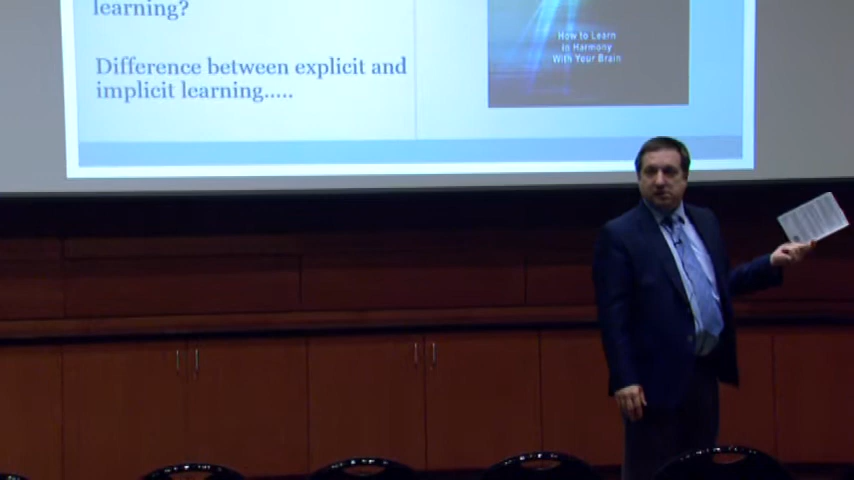 learning?
Difference between explicit and
implicit learning.....
How to Learn
in Harmony
With Your Brain